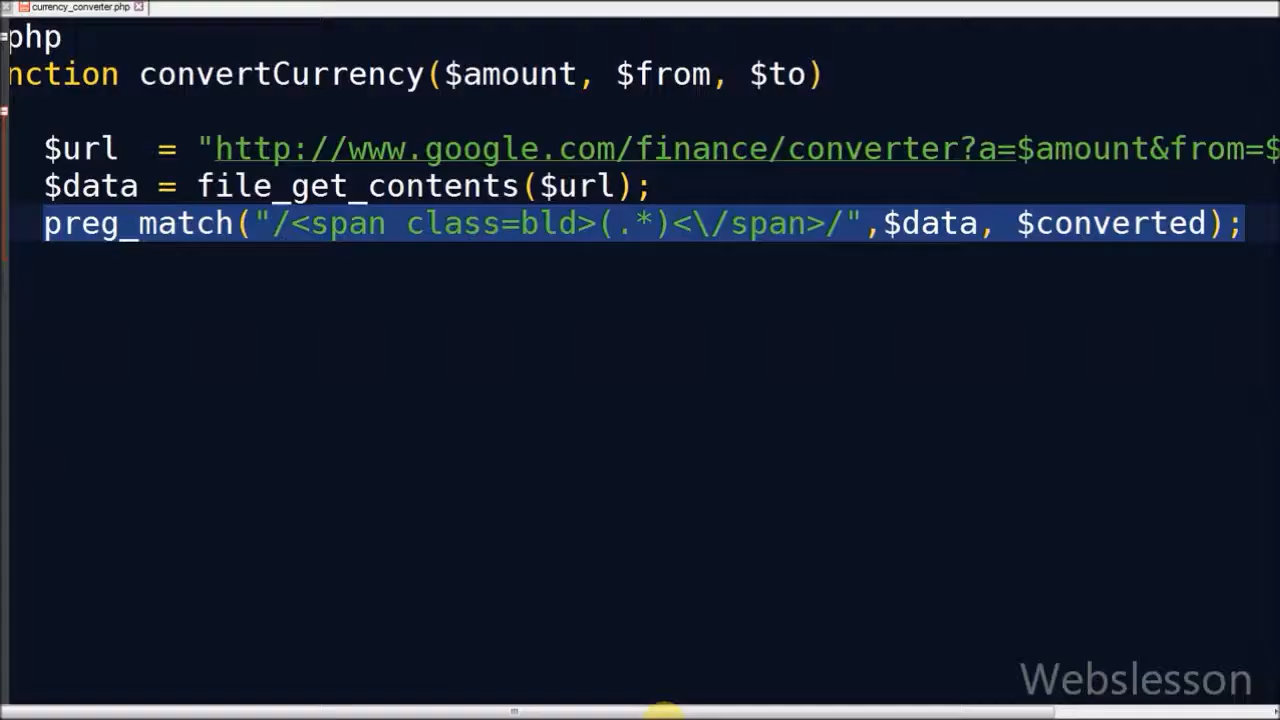 currency_converter.php
php
nction convertCurrency($amount, $from, $to)
$url  = "http://www.google.com/finance/converter?a=$amount&from=$
$data = file_get_contents($url);
preg_match("/<span class=bld>(.*)<\/span>/",$data, $converted);
Webslesson